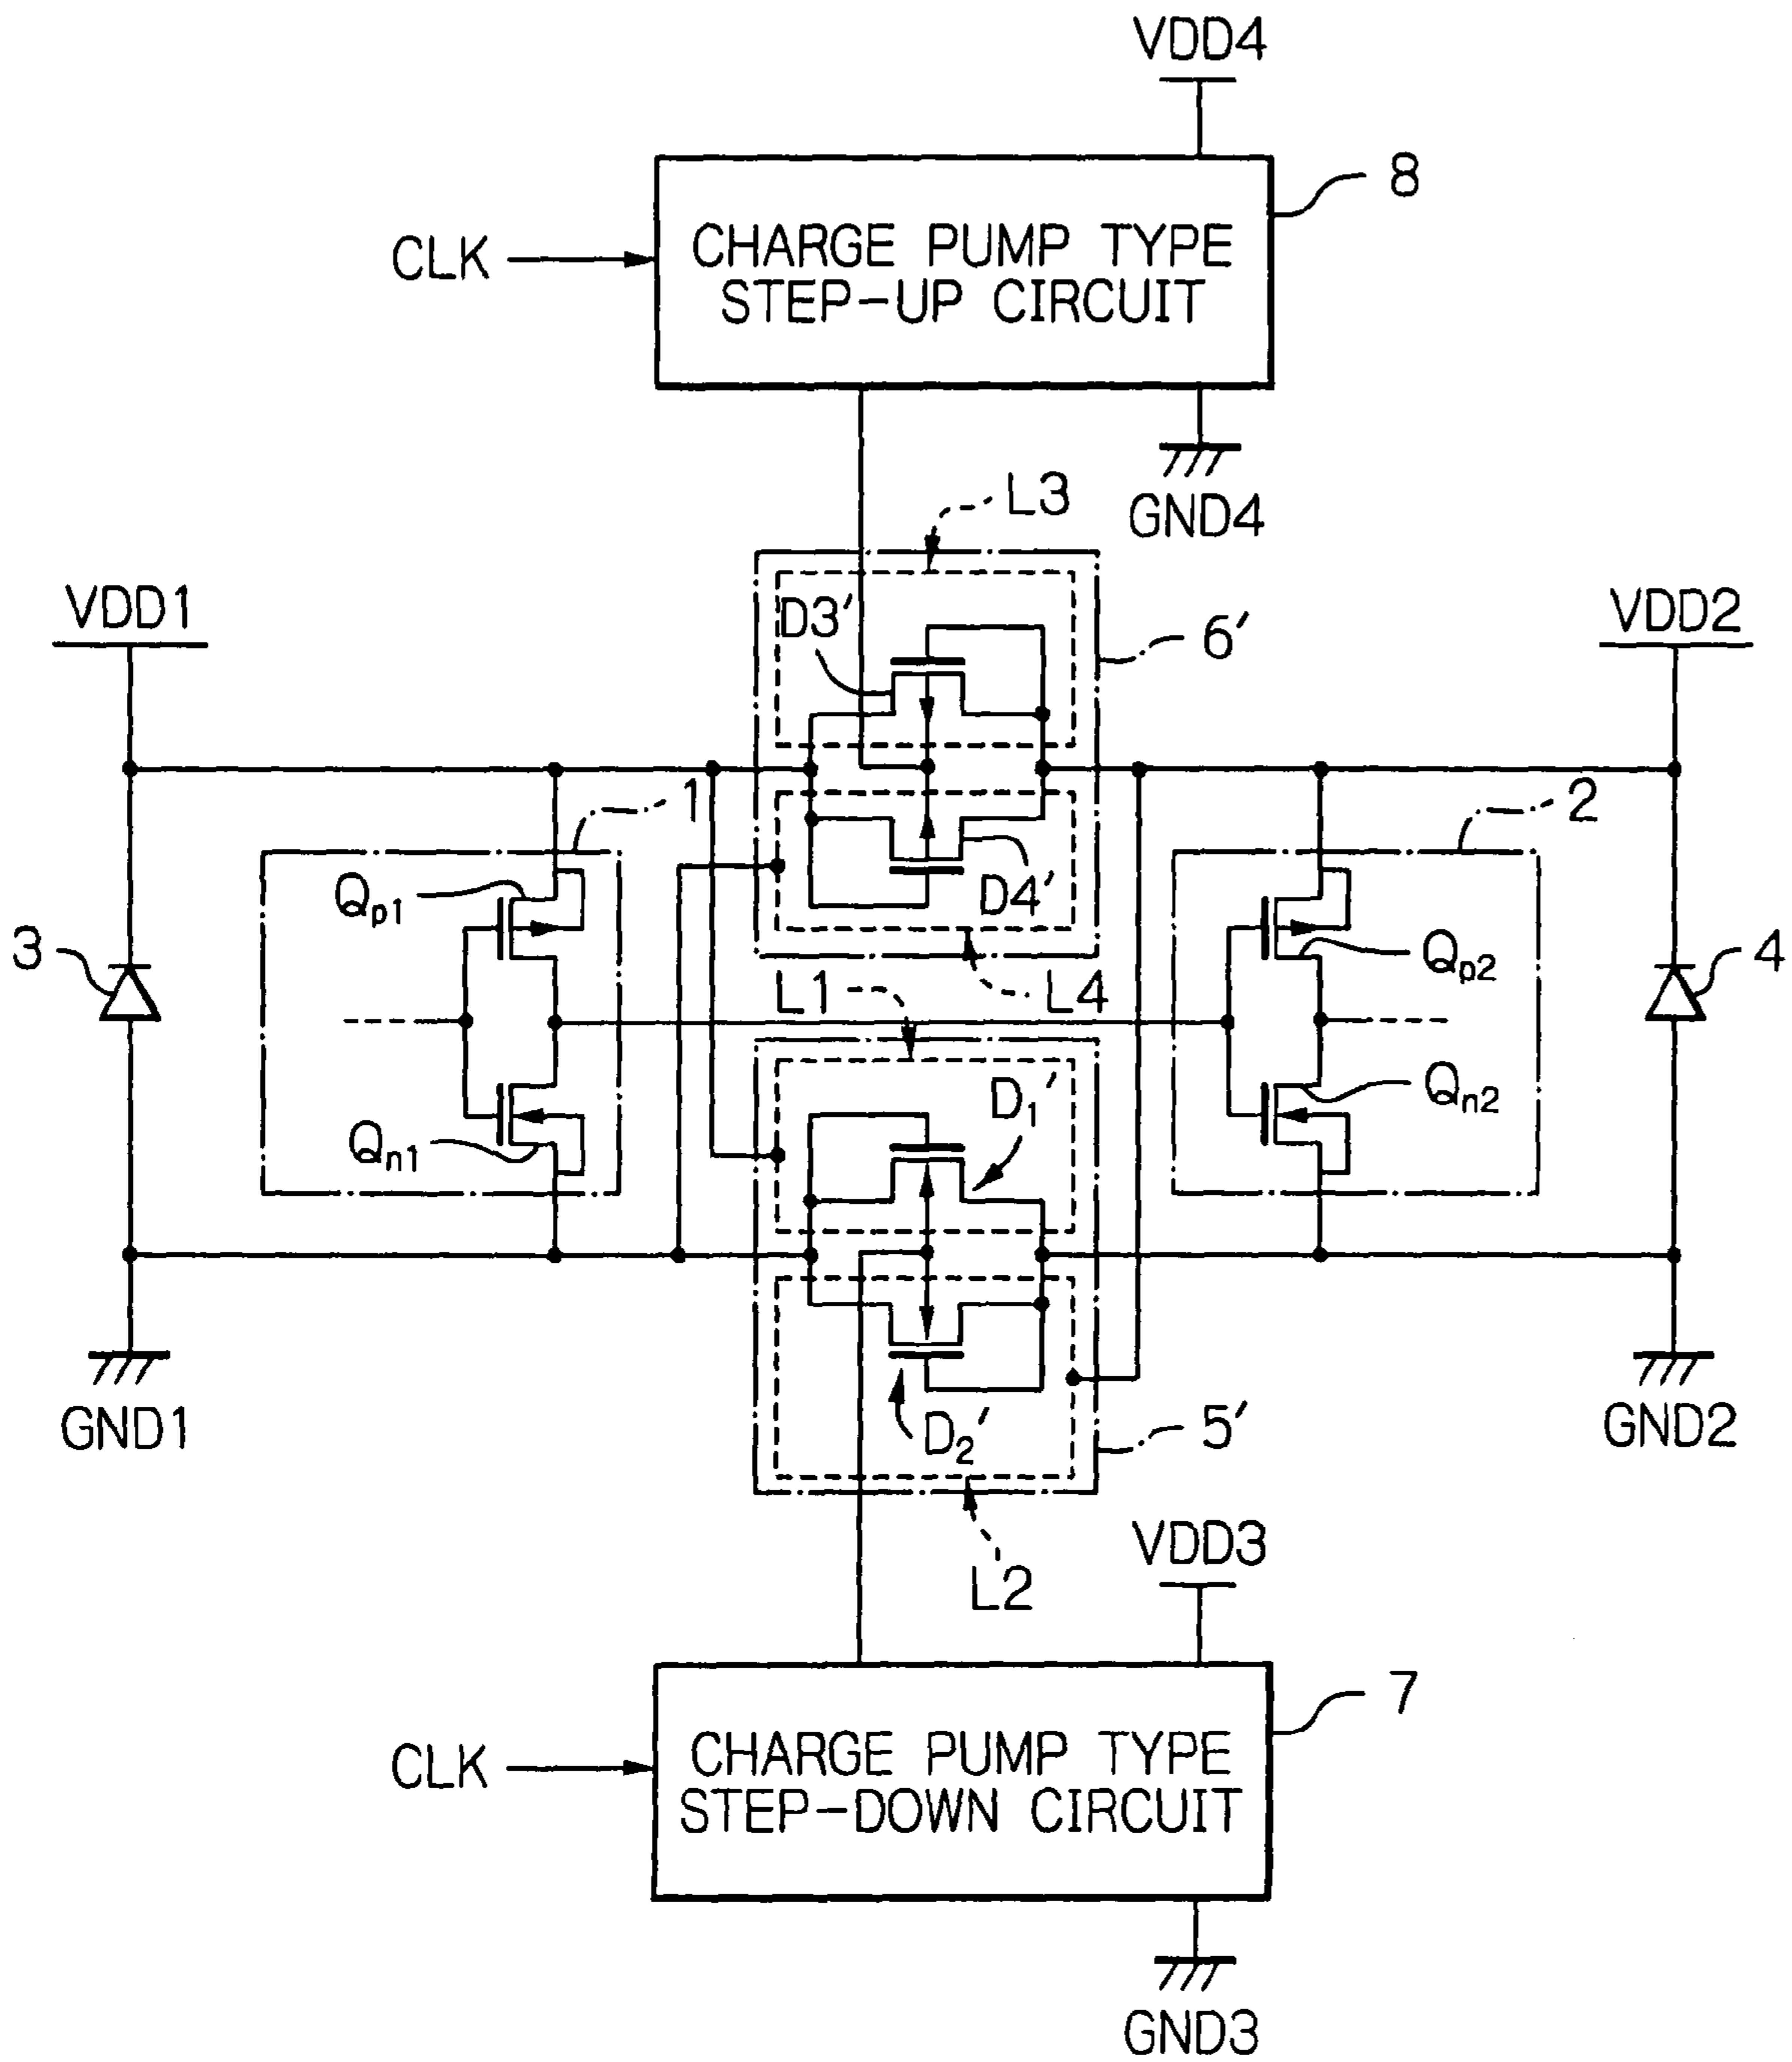 VDD4
8
CLK
CHARGE PUMP TYPE
STEP-UP CIRCUIT
L3
GND4
VDD1
D3′
6′
VDD2
1
2
Qp1
D4′
3
Qp2
4
L1
L4
D1′
Qn2
Qn1
GND1
D2′
5′
GND2
VDD3
L2
7
CLK
CHARGE PUMP TYPE
STEP-DOWN CIRCUIT
GND3